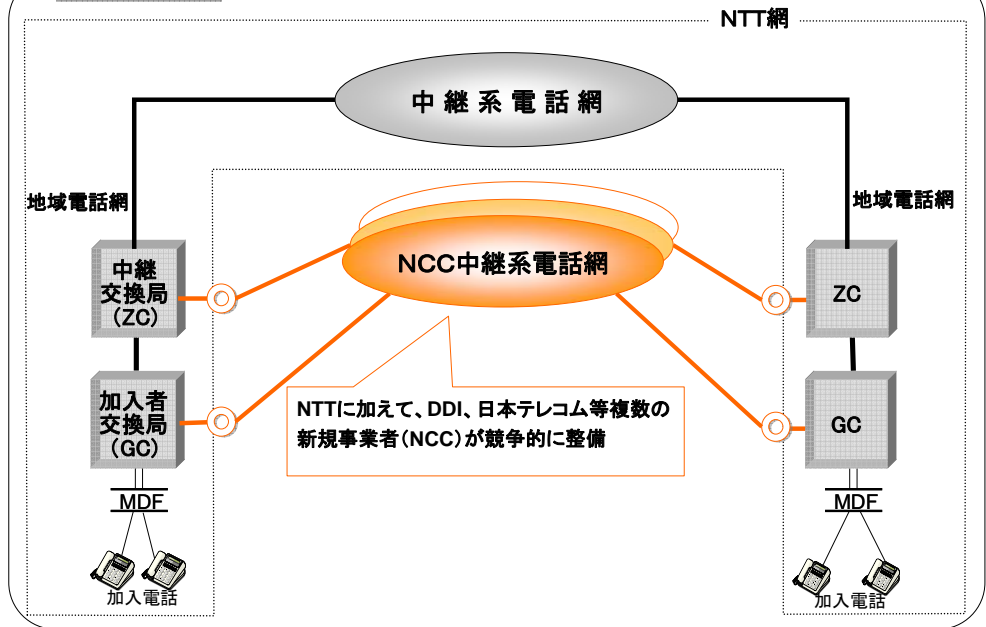 NTT網
中継系電話網
地域電話網
地域電話網
中継
交換局
(ZC)
NCC中継系電話網
ZC
加入者
交換局
(GC)
NTTに加えて、DDI、日本テレコム等複数の
新規事業者(NCC)が競争的に整備
GC
MDF
MDF
加入電話
加入電話